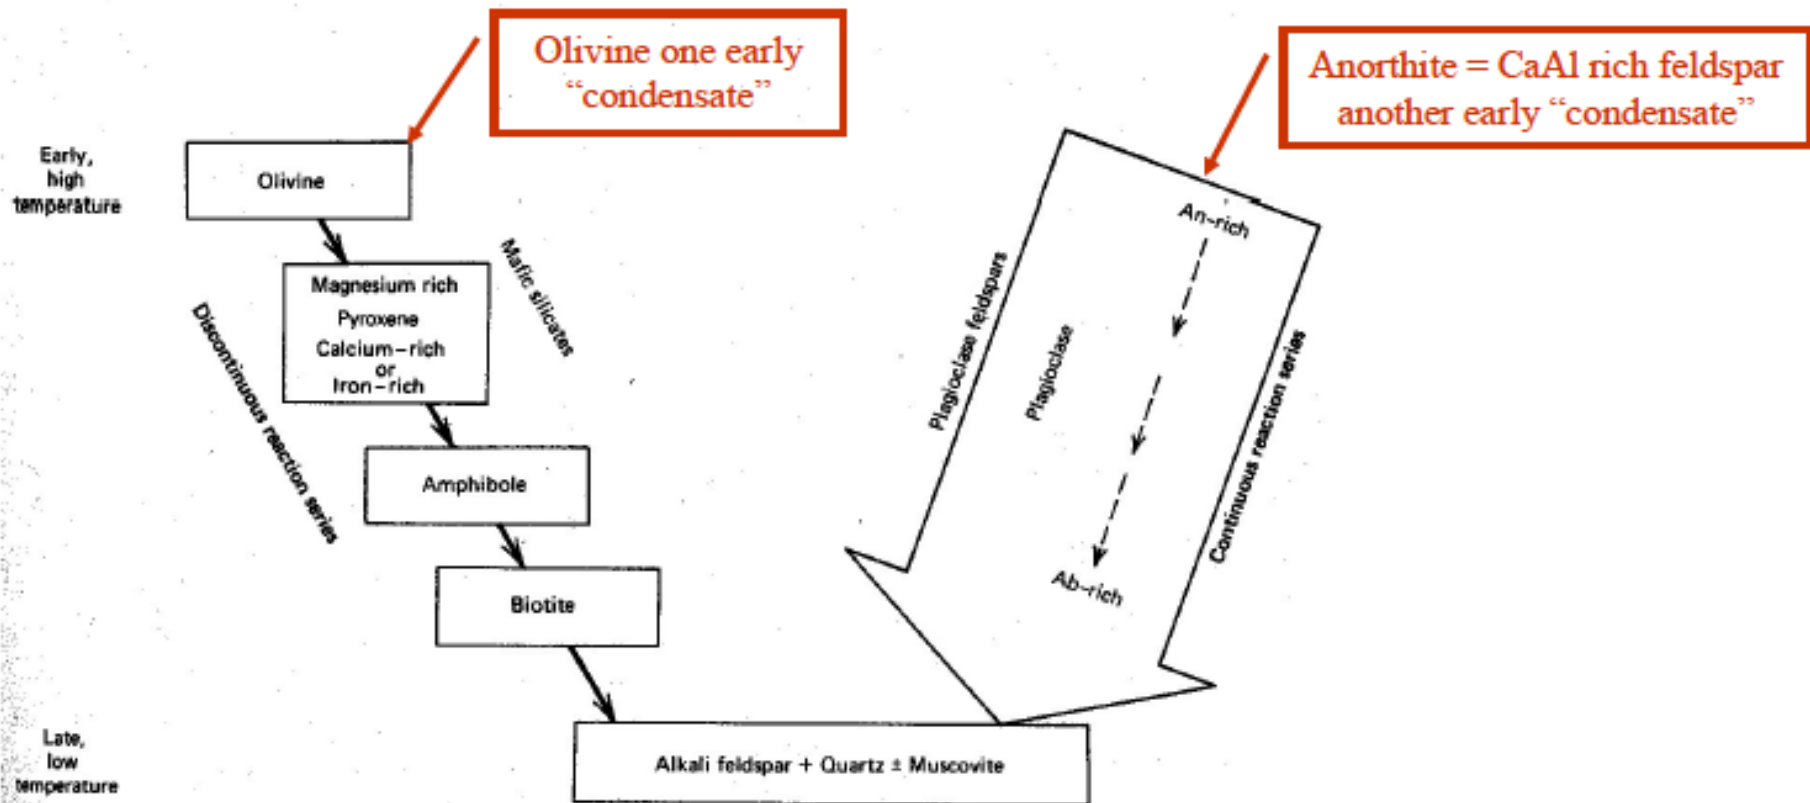 Olivine one early
“condensate”
Anorthite = CaAl rich feldspar
another early “condensate”
Early,
high
temperature
Olivine
An-rich
Magnesium rich
Pyroxene
Calcium-rich
or
Iron-rich
Mafic silicates
Discontinuous reaction series
Plagioclase feldspars
Plagioclase
Continuous reaction series
Amphibole
Ab-rich
Biotite
Late,
low
temperature
Alkali feldspar + Quartz ± Muscovite